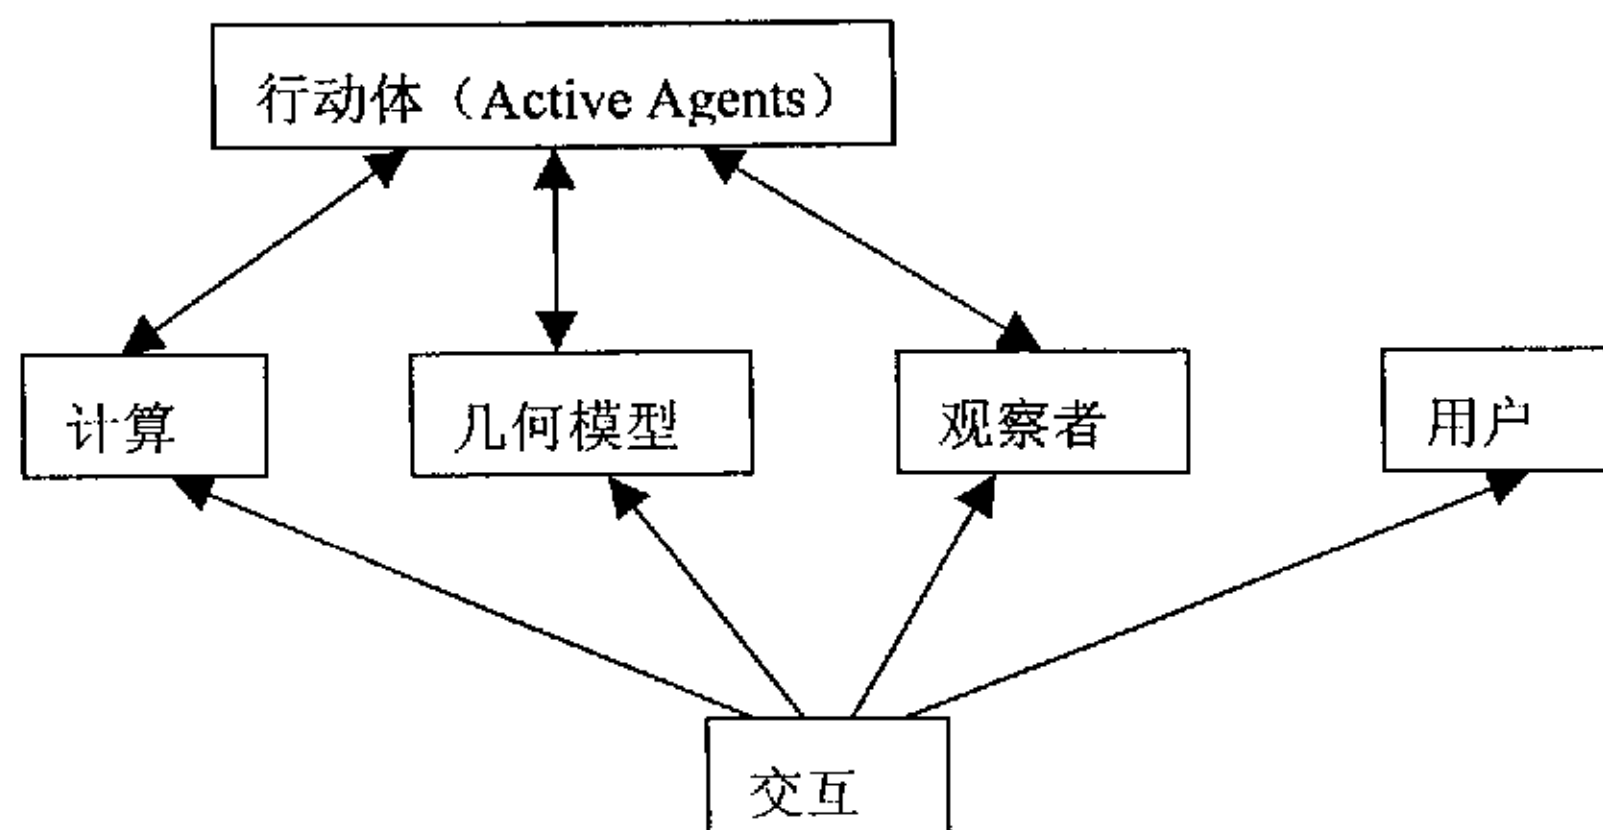 行动体（Active Agents）
计算
几何模型
观察者
用户
交互